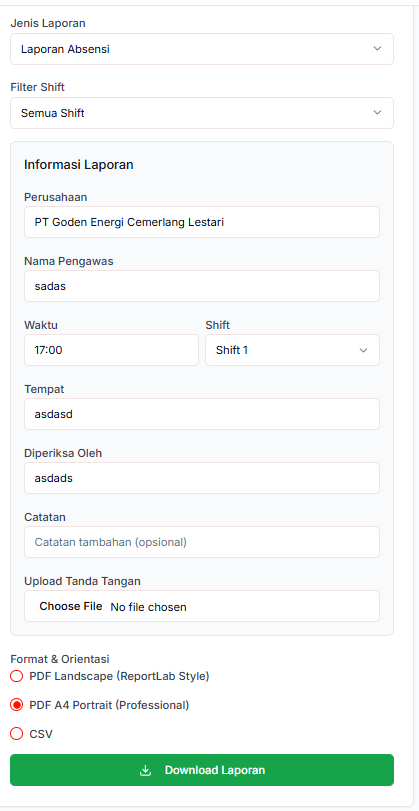 Jenis Laporan
Laporan Absensi
Filter Shift
Semua Shift
Informasi Laporan
Perusahaan
PT Goden Energi Cemerlang Lestari
Nama Pengawas
sadas
Waktu
Shift
17:00
Shift 1
Tempat
asdasd
Diperiksa Oleh
asdads
Catatan
Catatan tambahan (opsional)
Upload Tanda Tangan
Choose File No file chosen
Format & Orientasi
PDF Landscape (ReportLab Style)
PDF A4 Portrait (Professional)
CSV
Download Laporan